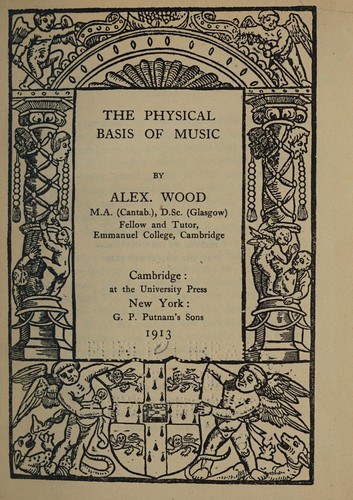 THE PHYSICAL
BASIS OF MUSIC
BY
ALEX. WOOD
M.A. (Cantab.), D.Sc. (Glasgow)
Fellow and Tutor,
Emmanuel College, Cambridge
Cambridge:
at the University Press
New York:
G. P. Putnam's Sons
1913